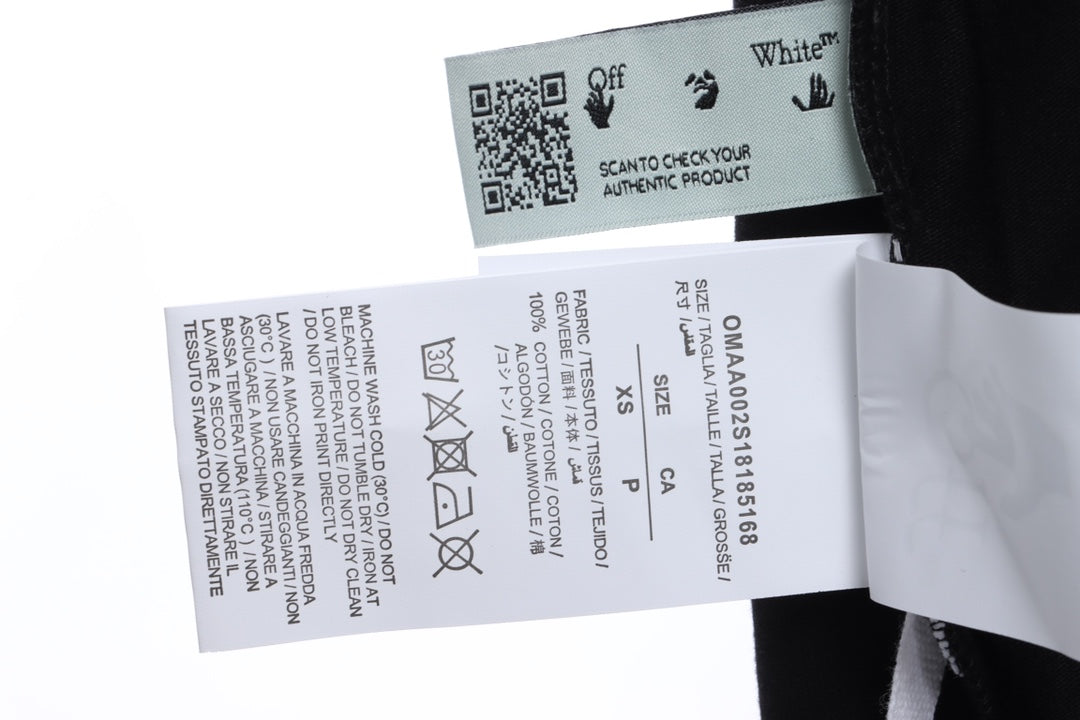 Off
White™
SCAN TO CHECK YOUR
AUTHENTIC PRODUCT
OMAA002S18185168
SIZE / TAGLIA / TAILLE / TALLA / GROSSE /
尺寸 / المقاس
SIZE CA
XS P
FABRIC / TESSUTO / TISSUS / TEJIDO /
GEWEBE / 面料 / 本体 / قماش
100% COTTON / COTONE / COTON /
ALGODÓN / BAUMWOLLE / 棉
/ コシトン / القطن
30
MACHINE WASH COLD (30°C) / DO NOT
BLEACH / DO NOT TUMBLE DRY / IRON AT
LOW TEMPERATURE / DO NOT DRY CLEAN
/ DO NOT IRON PRINT DIRECTLY
LAVARE A MACCHINA IN ACQUA FREDDA
(30°C ) / NON USARE CANDEGGIANTI / NON
ASCIUGARE A MACCHINA / STIRARE A
BASSA TEMPERATURA (110°C ) / NON
LAVARE A SECCO / NON STIRARE IL
TESSUTO STAMPATO DIRETTAMENTE